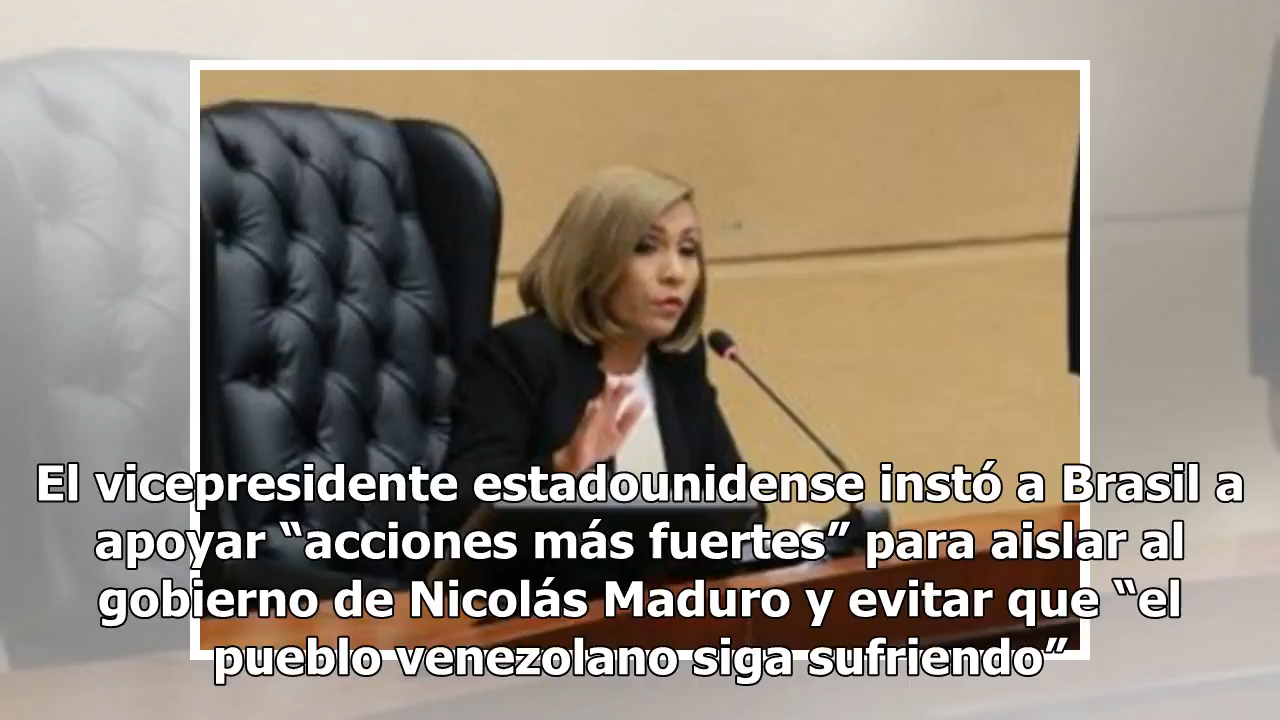 El vicepresidente estadounidense instó a Brasil a
apoyar “acciones más fuertes” para aislar al
gobierno de Nicolás Maduro y evitar que “el
pueblo venezolano siga sufriendo”